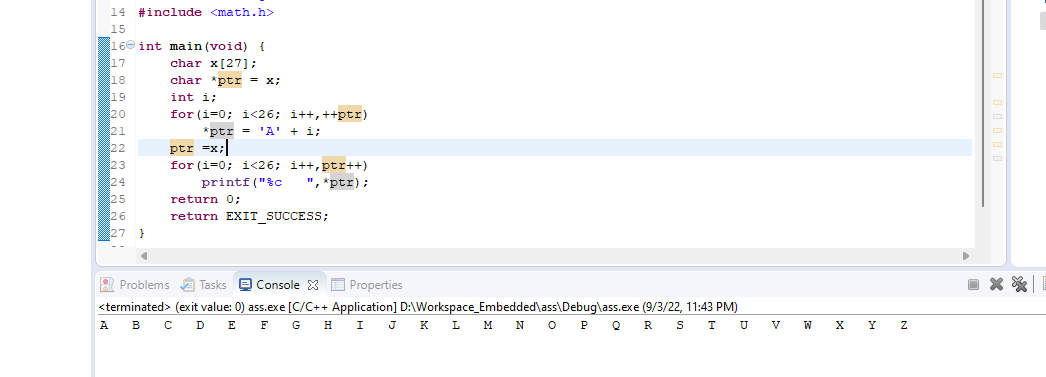 14 #include <math.h>
15
16 int main(void) {
17     char x[27];
18     char *ptr = x;
19     int i;
20     for(i=0; i<26; i++,++ptr)
21         *ptr = 'A' + i;
22     ptr =x;
23     for(i=0; i<26; i++,ptr++)
24         printf("%c   ",*ptr);
25     return 0;
26     return EXIT_SUCCESS;
27 }
Problems Tasks Console Properties
<terminated> (exit value: 0) ass.exe [C/C++ Application] D:\Workspace_Embedded\ass\Debug\ass.exe (9/3/22, 11:43 PM)
A   B   C   D   E   F   G   H   I   J   K   L   M   N   O   P   Q   R   S   T   U   V   W   X   Y   Z